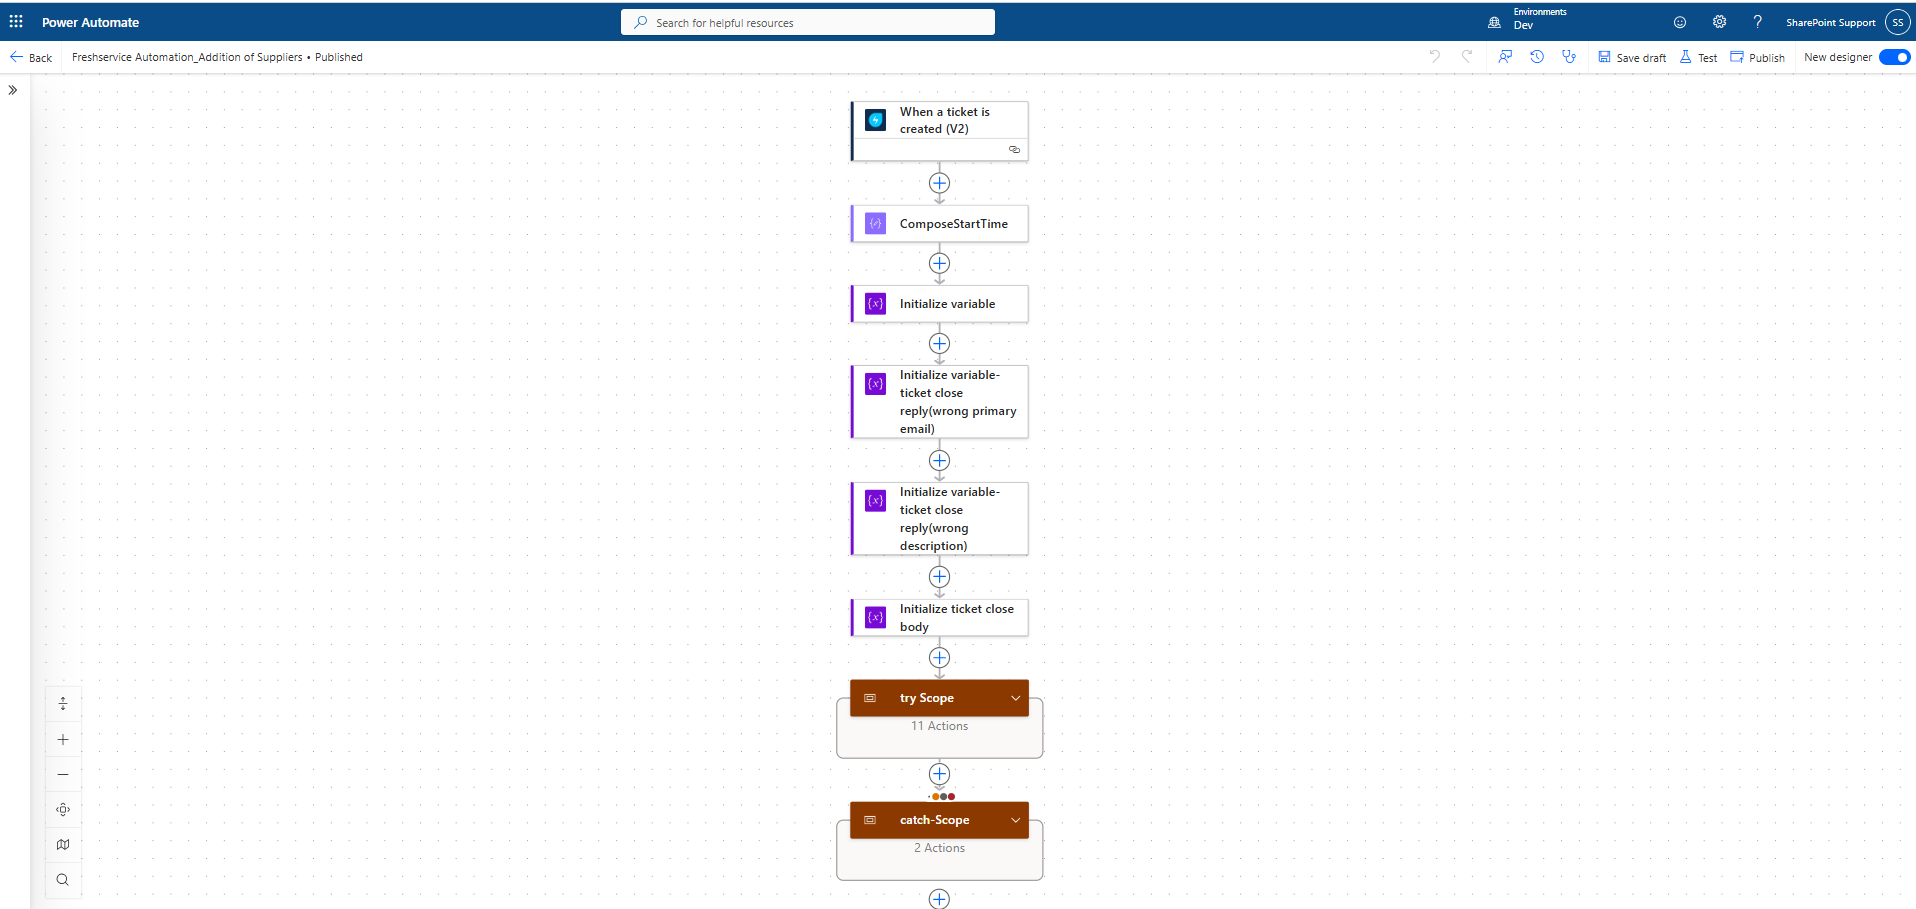 Power Automate
Search for helpful resources
Environments
Dev
SharePoint Support
SS
Back
Freshservice Automation_Addition of Suppliers • Published
Save draft
Test
Publish
New designer
When a ticket is
created (V2)
ComposeStartTime
{x}
Initialize variable
{x}
Initialize variable-
ticket close
reply(wrong primary
email)
{x}
Initialize variable-
ticket close
reply(wrong
description)
{x}
Initialize ticket close
body
try Scope
11 Actions
catch-Scope
2 Actions